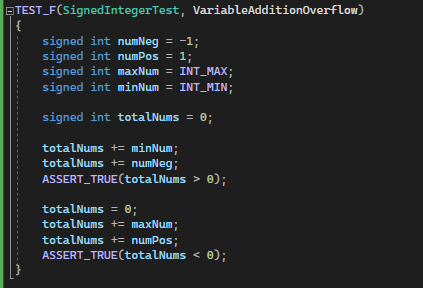 TEST_F(SignedIntegerTest, VariableAdditionOverflow)
{
    signed int numNeg = -1;
    signed int numPos = 1;
    signed int maxNum = INT_MAX;
    signed int minNum = INT_MIN;

    signed int totalNums = 0;

    totalNums += minNum;
    totalNums += numNeg;
    ASSERT_TRUE(totalNums > 0);

    totalNums = 0;
    totalNums += maxNum;
    totalNums += numPos;
    ASSERT_TRUE(totalNums < 0);
}